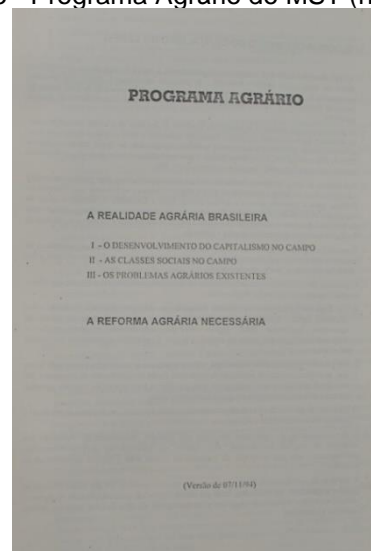 Programa Agrário do MST
PROGRAMA AGRÁRIO
A REALIDADE AGRÁRIA BRASILEIRA
I - O DESENVOLVIMENTO DO CAPITALISMO NO CAMPO
II - AS CLASSES SOCIAIS NO CAMPO
III - OS PROBLEMAS AGRÁRIOS EXISTENTES
A REFORMA AGRÁRIA NECESSÁRIA
(Versão de 07/11/94)